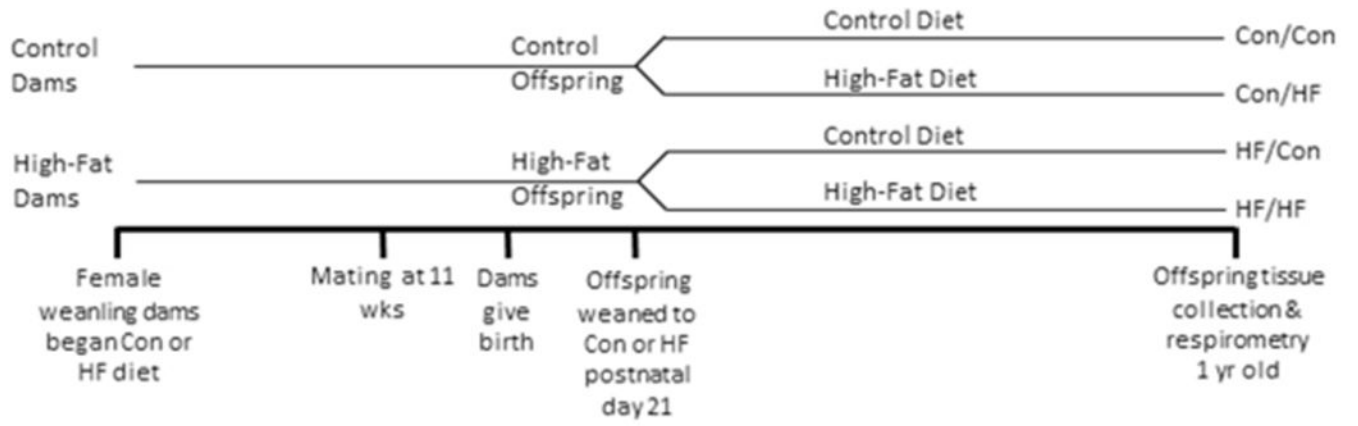 Control Diet
Control
Dams
Control
Offspring
Con/Con
High-Fat Diet
Con/HF
Control Diet
High-Fat
Dams
High-Fat
Offspring
HF/Con
High-Fat Diet
HF/HF
Female
weanling dams
began Con or
HF diet
Mating at 11
wks
Dams
give
birth
Offspring
weaned to
Con or HF
postnatal
day 21
Offspring tissue
collection &
respirometry
1 yr old